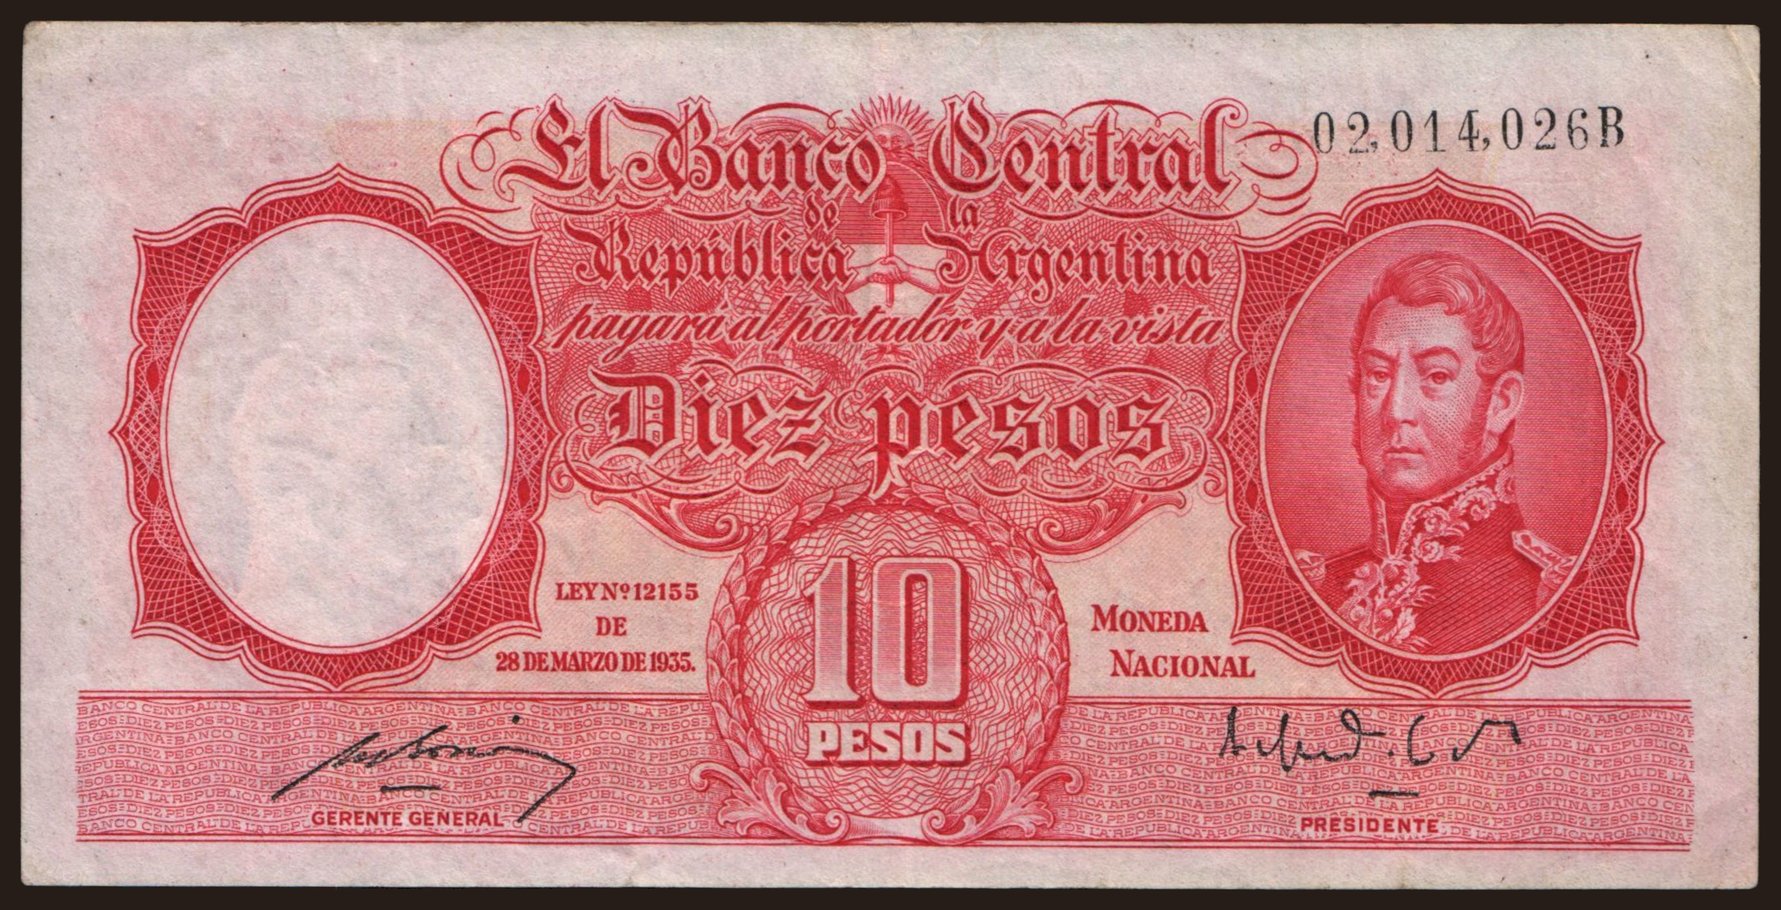 El Banco Central
02,014,026B
de la
República Argentina
pagará al portador y a la vista
Diez pesos
LEY Nº 12155
DE
28 DE MARZO DE 1935.
10
PESOS
MONEDA
NACIONAL
GERENTE GENERAL
PRESIDENTE